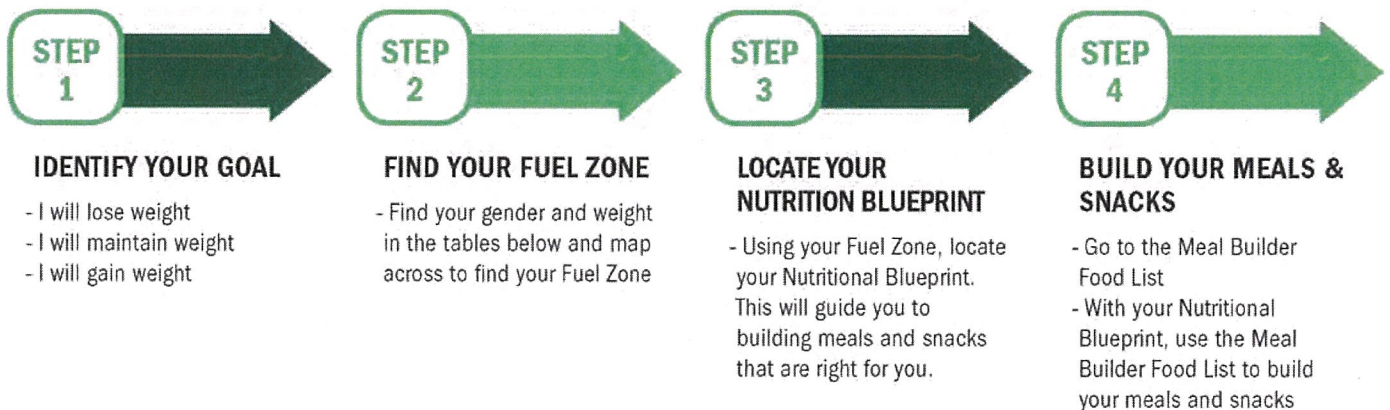 STEP
1
IDENTIFY YOUR GOAL
- I will lose weight
- I will maintain weight
- I will gain weight
STEP
2
FIND YOUR FUEL ZONE
- Find your gender and weight
in the tables below and map
across to find your Fuel Zone
STEP
3
LOCATE YOUR
NUTRITION BLUEPRINT
- Using your Fuel Zone, locate
your Nutritional Blueprint.
This will guide you to
building meals and snacks
that are right for you.
STEP
4
BUILD YOUR MEALS &
SNACKS
- Go to the Meal Builder
Food List
- With your Nutritional
Blueprint, use the Meal
Builder Food List to build
your meals and snacks